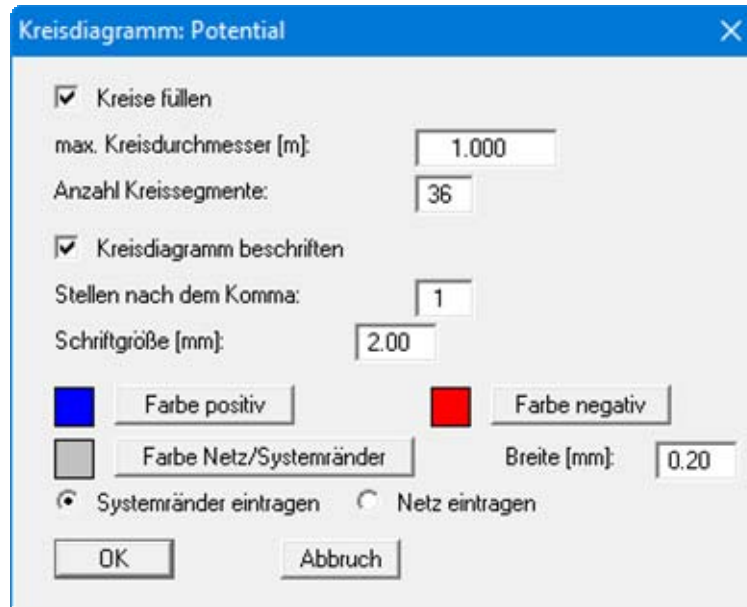 Kreisdiagramm: Potential
Kreise füllen
max. Kreisdurchmesser [m]: 1.000
Anzahl Kreissegmente: 36
Kreisdiagramm beschriften
Stellen nach dem Komma: 1
Schriftgröße [mm]: 2.00
Farbe positiv Farbe negativ
Farbe Netz/Systemränder Breite [mm]: 0.20
Systemränder eintragen Netz eintragen
OK Abbruch